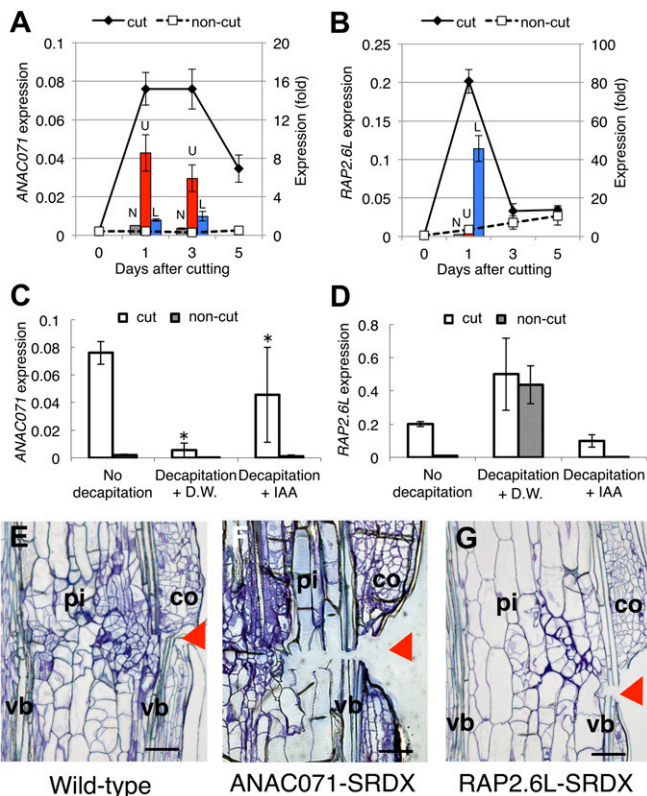 A
cut
non-cut
ANAC071 expression
0.1
0.08
0.06
0.04
0.02
0
20
16
12
8
4
0
Expression (fold)
N
U
L
N
U
L
0
1
3
5
Days after cutting
B
cut
non-cut
RAP2.6L expression
0.25
0.2
0.15
0.1
0.05
0
100
80
60
40
20
0
Expression (fold)
N
U
L
0
1
3
5
Days after cutting
C
cut
non-cut
ANAC071 expression
0.1
0.08
0.06
0.04
0.02
0
*
*
No decapitation
Decapitation + D.W.
Decapitation + IAA
D
cut
non-cut
RAP2.6L expression
0.8
0.6
0.4
0.2
0
No decapitation
Decapitation + D.W.
Decapitation + IAA
E
pi
co
vb
vb
Wild-type
F
pi
co
vb
ANAC071-SRDX
G
pi
co
vb
vb
RAP2.6L-SRDX